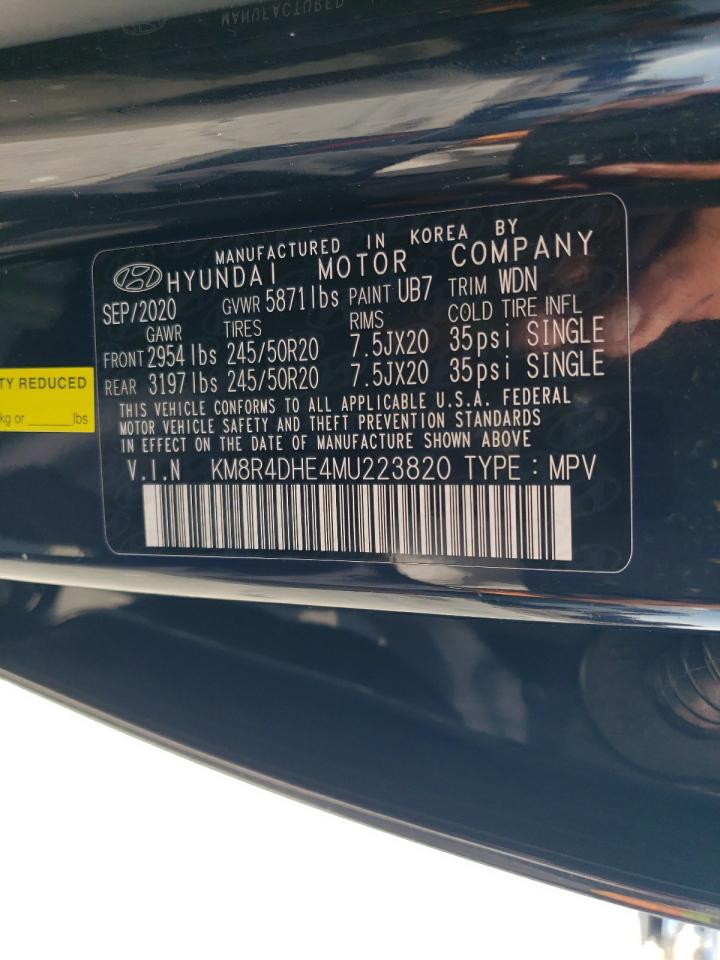 MANUFACTURED
MANUFACTURED IN KOREA BY
HYUNDAI MOTOR COMPANY
SEP/2020 GVWR 5871lbs PAINT UB7 TRIM WDN
GAWR TIRES RIMS COLD TIRE INFL
FRONT 2954 lbs 245/50R20 7.5JX20 35psi SINGLE
REAR 3197 lbs 245/50R20 7.5JX20 35psi SINGLE
THIS VEHICLE CONFORMS TO ALL APPLICABLE U.S.A. FEDERAL
MOTOR VEHICLE SAFETY AND THEFT PREVENTION STANDARDS
IN EFFECT ON THE DATE OF MANUFACTURE SHOWN ABOVE
V.I.N KM8R4DHE4MU223820 TYPE : MPV
TY REDUCED
kg or ______lbs